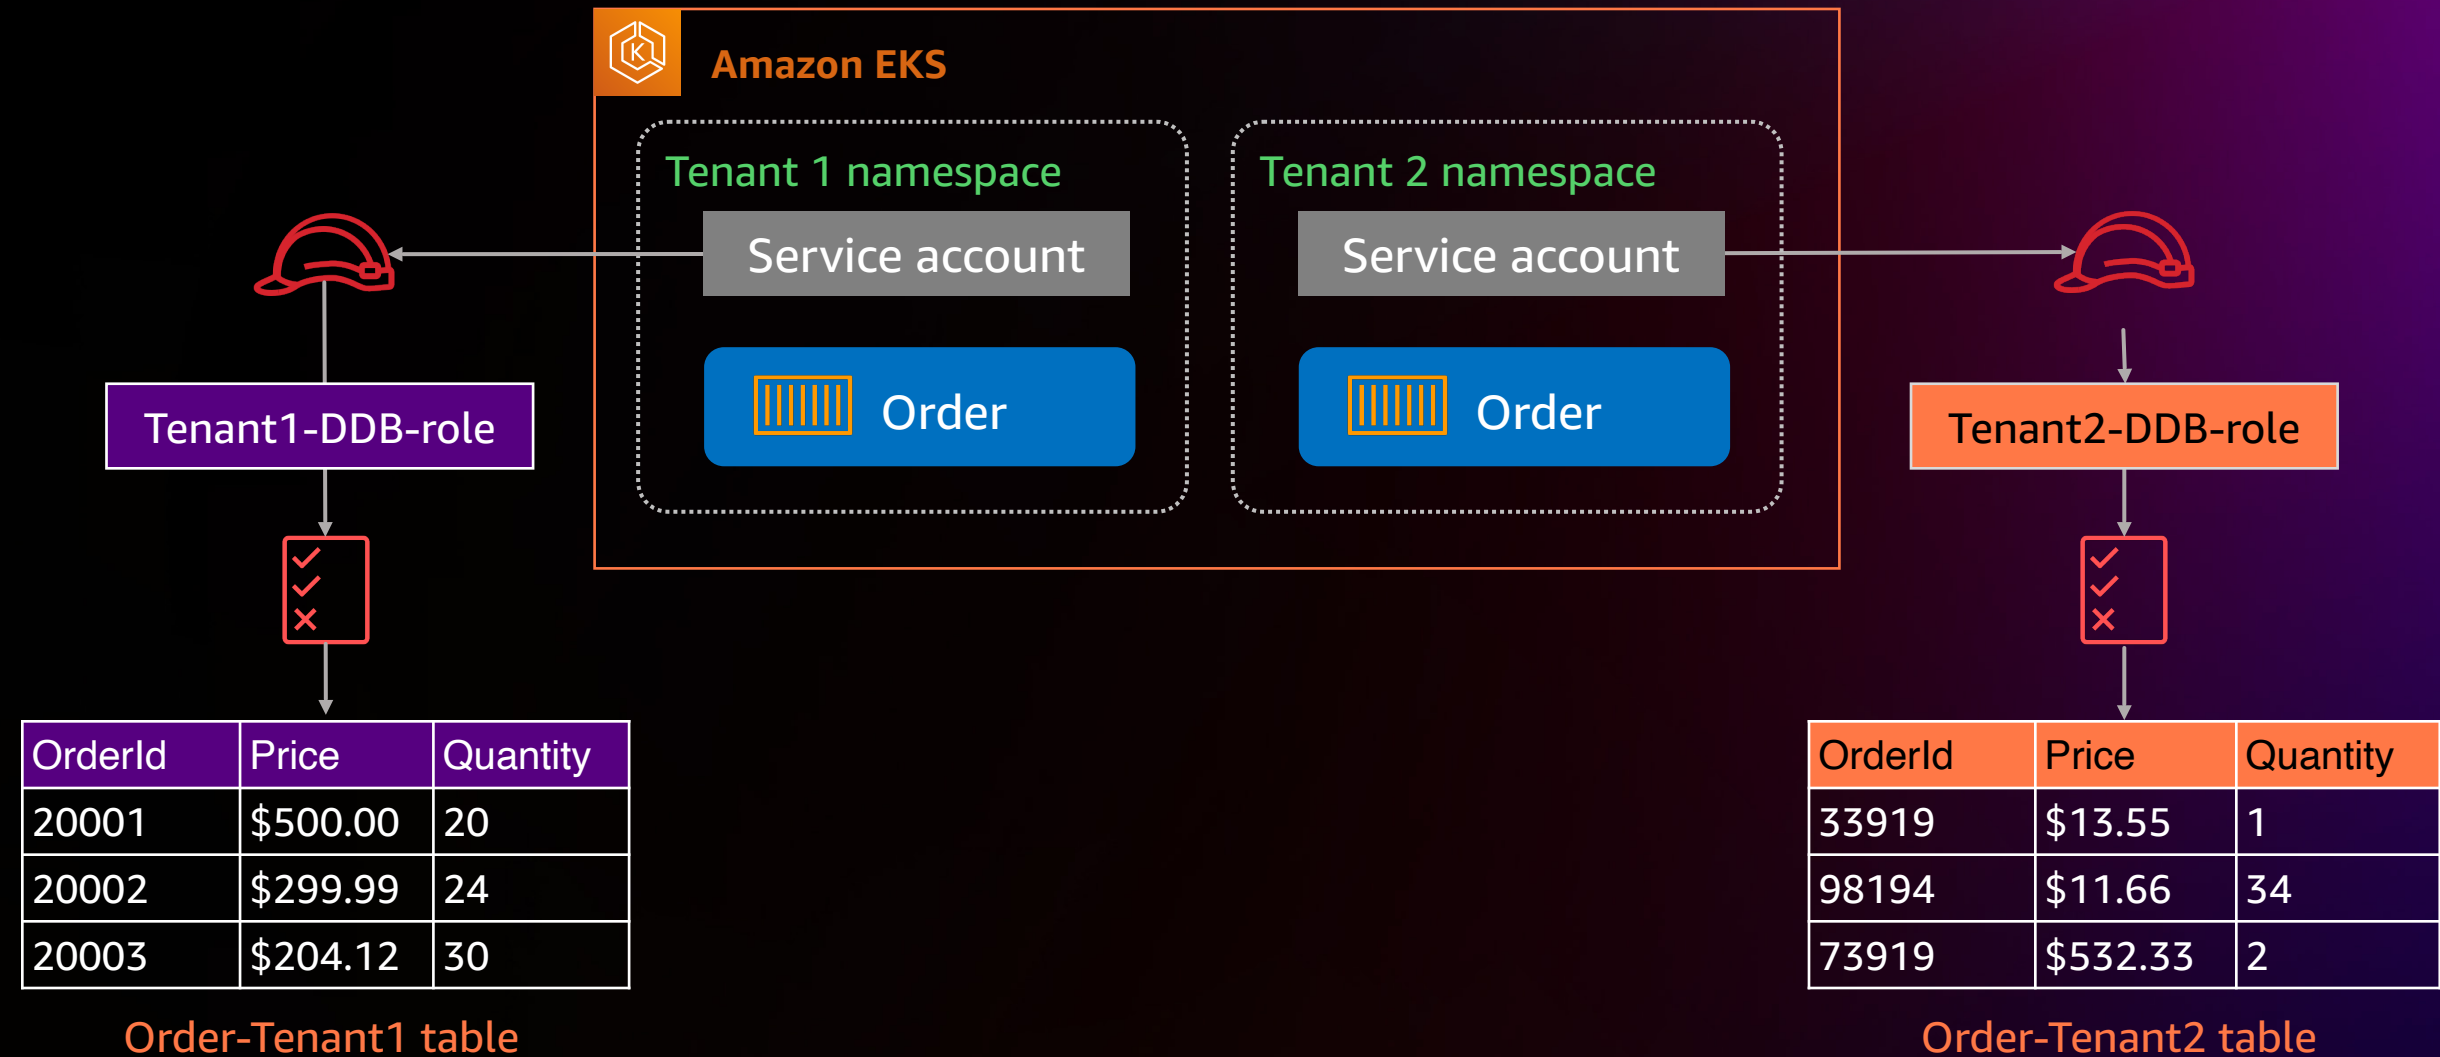 Amazon EKS
Tenant 1 namespace
Service account
Order
Tenant 2 namespace
Service account
Order
Tenant1-DDB-role
OrderId Price Quantity
20001 $500.00 20
20002 $299.99 24
20003 $204.12 30
Order-Tenant1 table
Tenant2-DDB-role
OrderId Price Quantity
33919 $13.55 1
98194 $11.66 34
73919 $532.33 2
Order-Tenant2 table